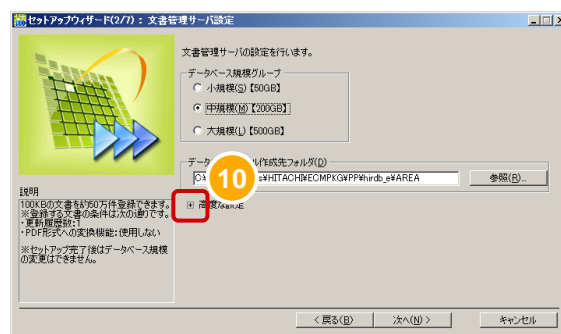 セットアップウィザード(2/7) : 文書管理サーバ設定
文書管理サーバの設定を行います。
データベース規模グループ
小規模(S)【50GB】
中規模(M)【200GB】
大規模(L)【500GB】
データ
ル作成先フォルダ(D)
C:¥
s¥HITACHI¥ECMPKG¥PP¥hirdb_e¥AREA
参照(R)...
10
高度な設定
説明
100KBの文書を約50万件登録できます。
※登録する文書の条件は次の通りです。
・更新履歴数:1
・PDF形式への変換機能:使用しない
※セットアップ完了後はデータベース規模
の変更はできません。
< 戻る(B)
次へ(N) >
キャンセル